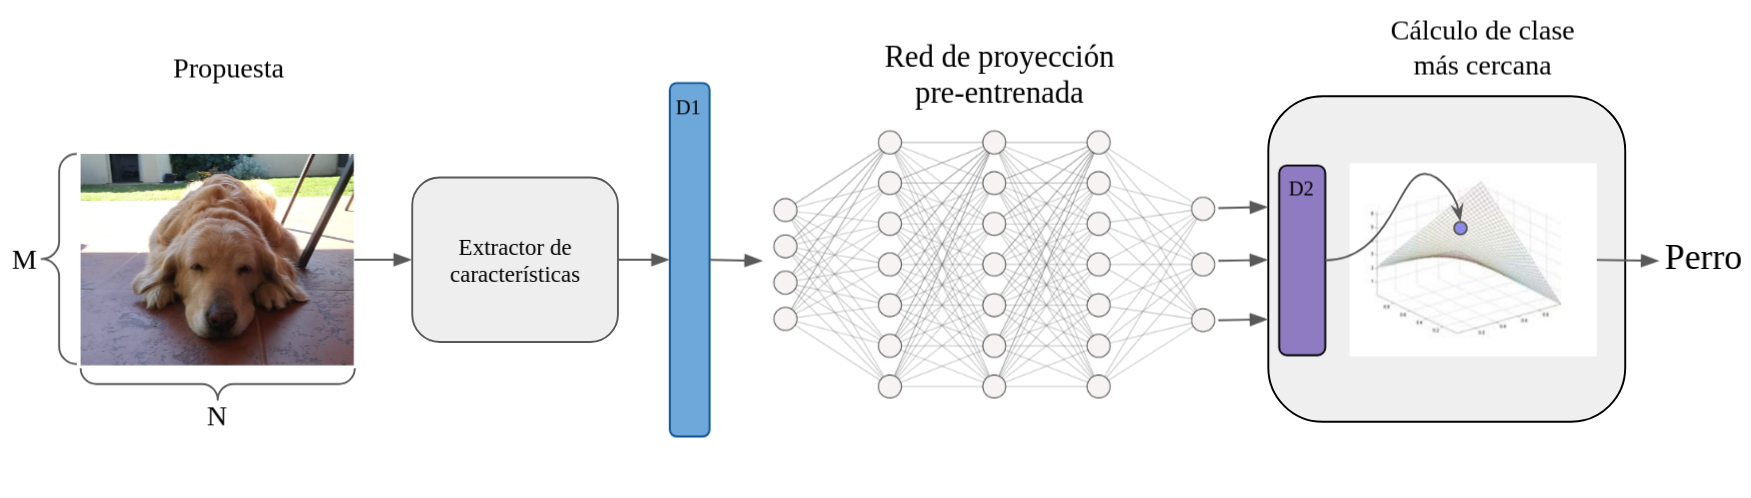 Propuesta
M
N
Extractor de
características
D1
Red de proyección
pre-entrenada
Cálculo de clase
más cercana
D2
Perro